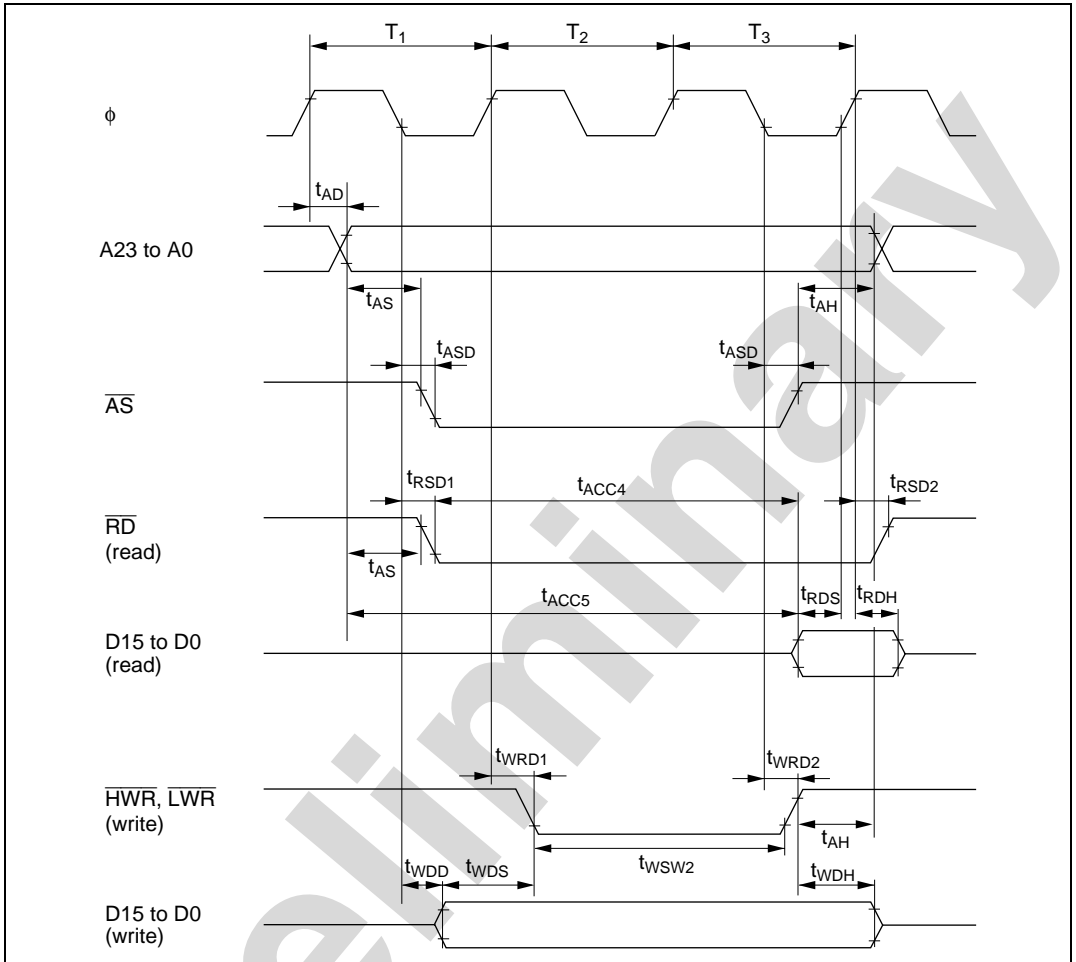 T1 T2 T3
ϕ
tAD
A23 to A0
tAS tAH
tASD tASD
AS
tRSD1 tACC4 tRSD2
RD
(read)
tAS
tACC5 tRDS tRDH
D15 to D0
(read)
tWRD1 tWRD2
HWR, LWR
(write)
tAH
tWSW2
tWDD tWDS tWDH
D15 to D0
(write)
eliminary